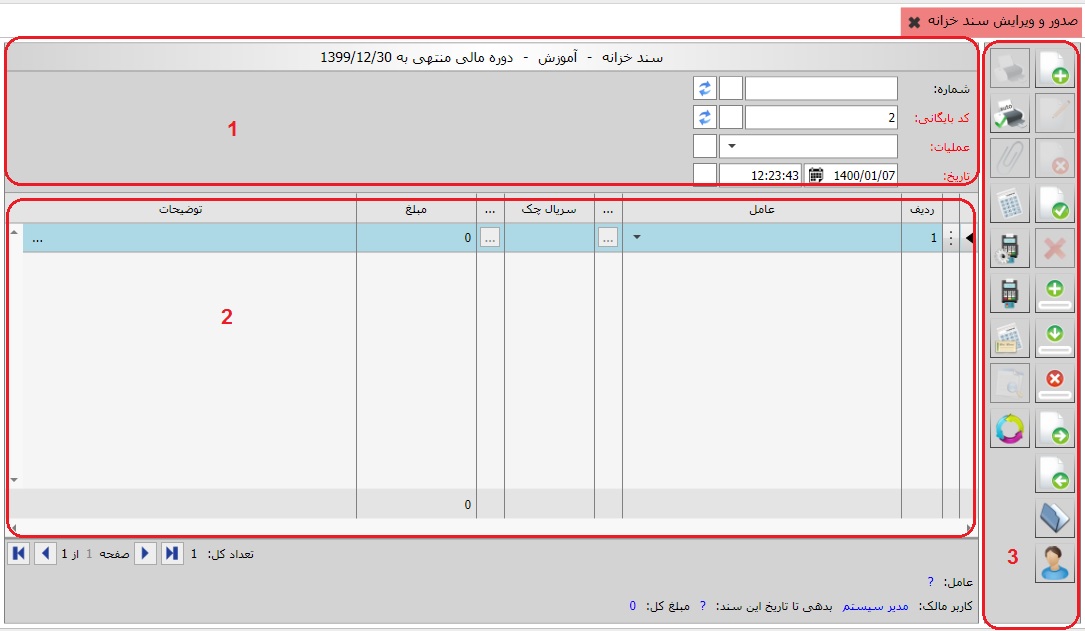 صدور و ویرایش سند خزانه
سند خزانه - آموزش - دوره مالی منتهی به 1399/12/30
شماره:
کد بایگانی: 2
عملیات:
تاریخ: 1400/01/07 12:23:43
1
ردیف عامل ... سریال چک ... مبلغ توضیحات
1 ... ... 0 ...
2
0
تعداد کل: 1 صفحه 1 از 1
عامل: ?
کاربر مالک: مدیر سیستم بدهی تا تاریخ این سند: ? مبلغ کل: 0
AUTO
3